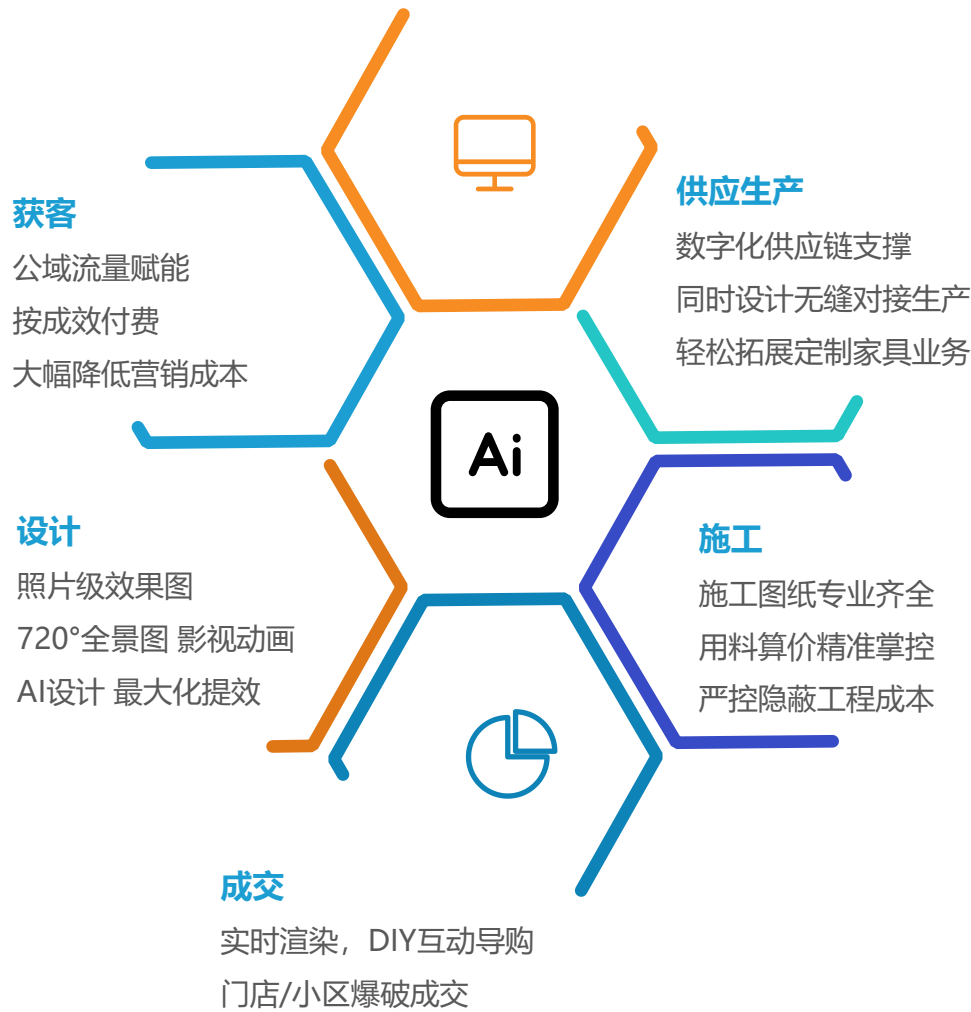 获客
公域流量赋能
按成效付费
大幅降低营销成本
供应生产
数字化供应链支撑
同时设计无缝对接生产
轻松拓展定制家具业务
Ai
设计
照片级效果图
720°全景图 影视动画
AI设计 最大化提效
施工
施工图纸专业齐全
用料算价精准掌控
严控隐蔽工程成本
成交
实时渲染，DIY互动导购
门店/小区爆破成交